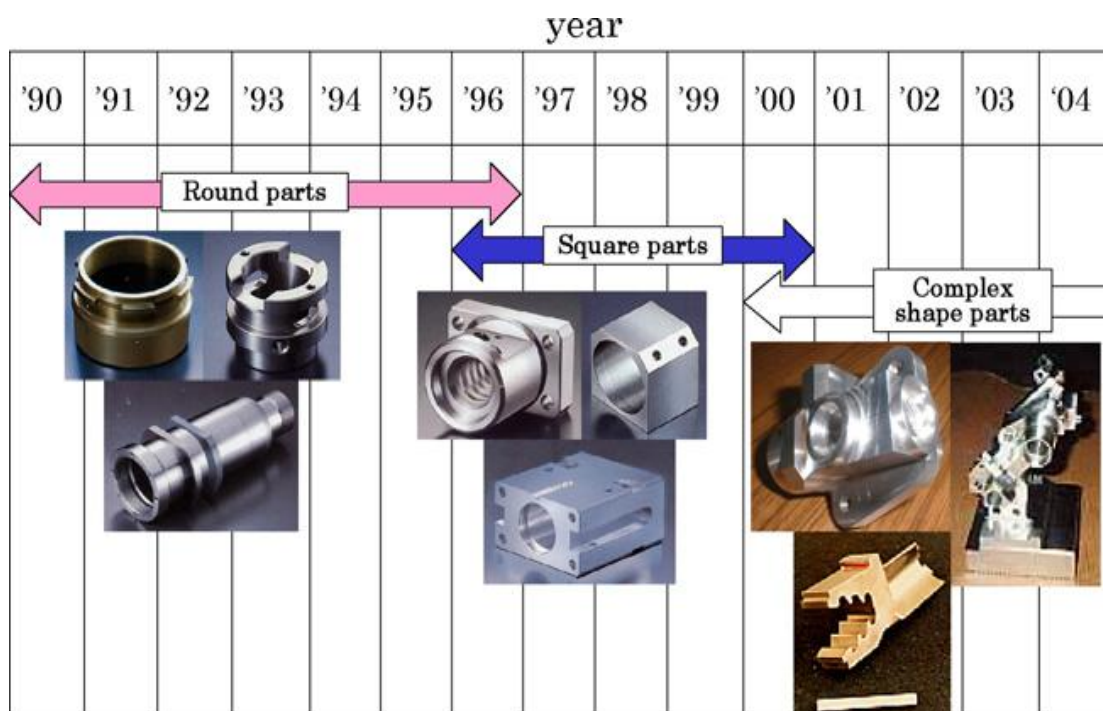 year
’90 ’91 ’92 ’93 ’94 ’95 ’96 ’97 ’98 ’99 ’00 ’01 ’02 ’03 ‘04
Round parts
Square parts
Complex
shape parts